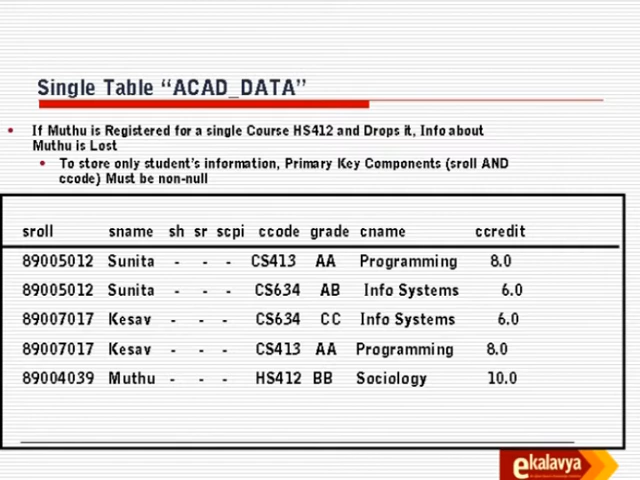 Single Table “ACAD_DATA”
• If Muthu is Registered for a single Course HS412 and Drops it, Info about
Muthu is Lost
• To store only student's information, Primary Key Components (sroll AND
ccode) Must be non-null
sroll sname sh sr scpi ccode grade cname ccredit
89005012 Sunita - - - CS413 AA Programming 8.0
89005012 Sunita - - - CS634 AB Info Systems 6.0
89007017 Kesav - - - CS634 CC Info Systems 6.0
89007017 Kesav - - - CS413 AA Programming 8.0
89004039 Muthu - - - HS412 BB Sociology 10.0
ekalavya